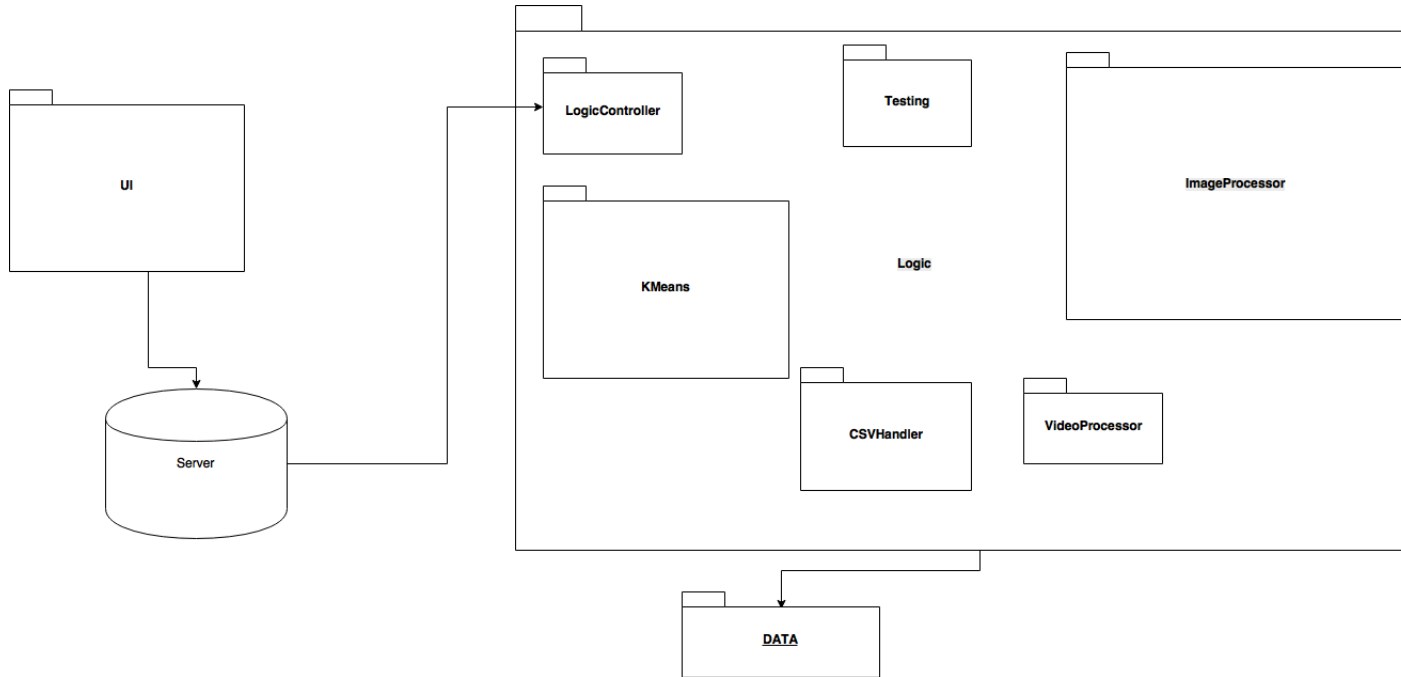 LogicController
Testing
UI
ImageProcessor
Logic
KMeans
CSVHandler
VideoProcessor
Server
DATA